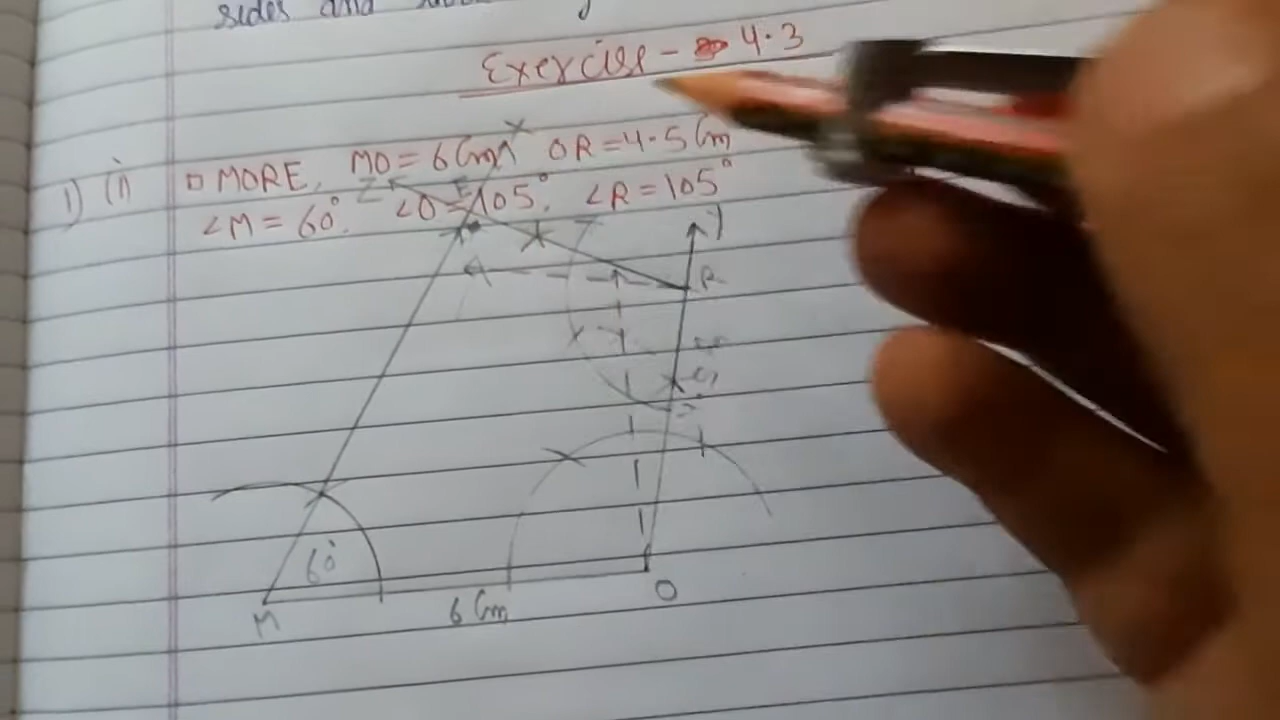 sides and
Exercise - 4.3
1) (i) □ MORE, MO = 6 Cm OR = 4.5 Cm
∠M = 60° ∠O = 105°. ∠R = 105°
Z E Y
A R
60°
M 6 Cm O